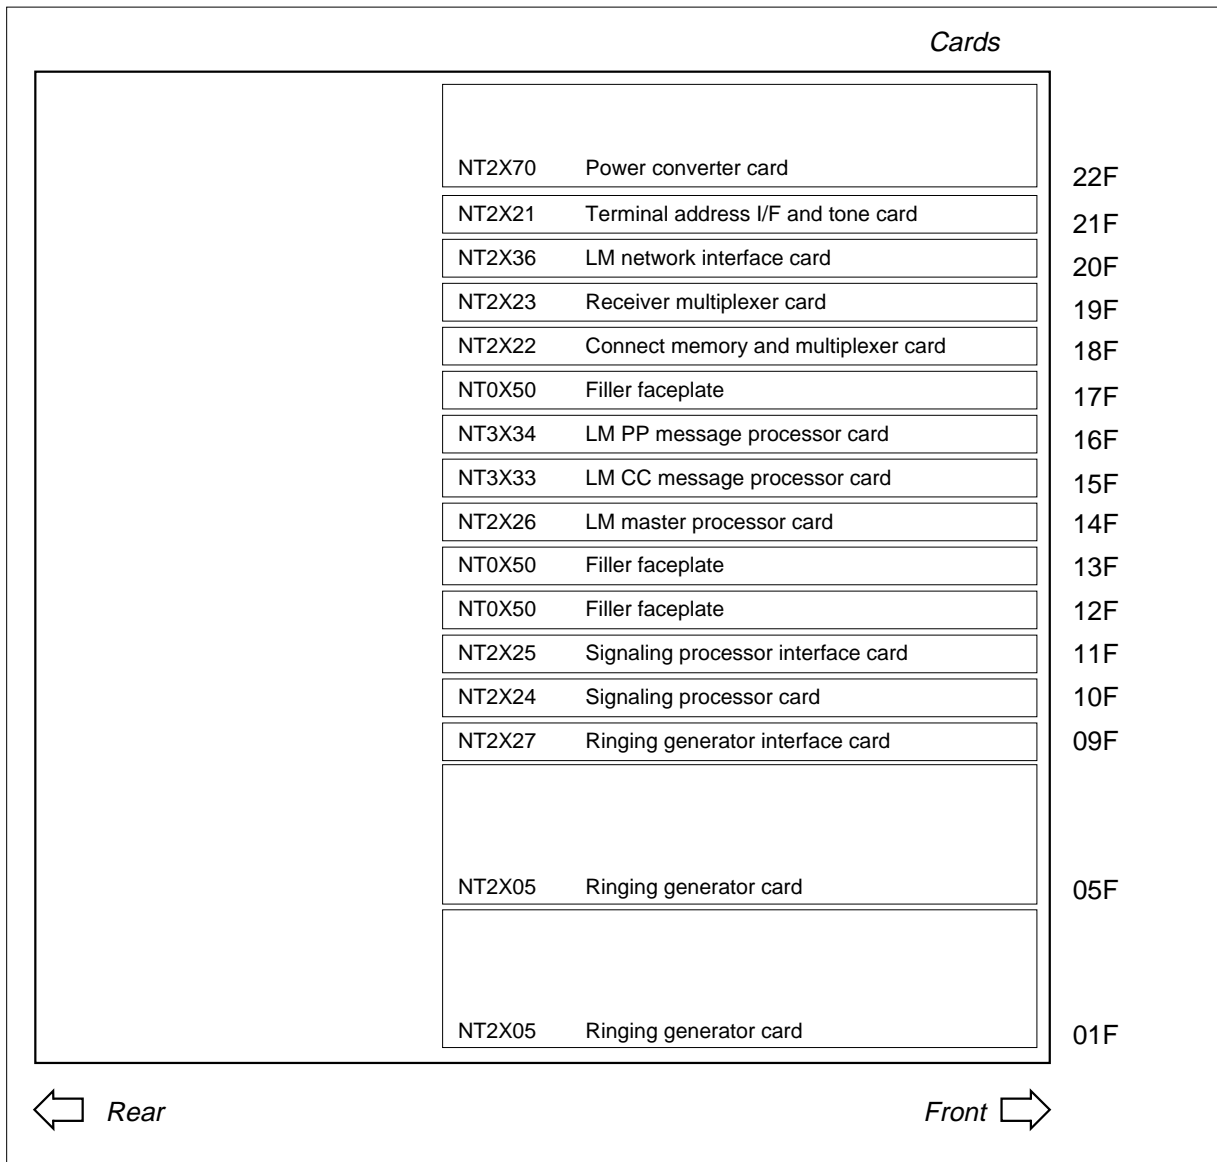 Cards
NT2X70 Power converter card 22F
NT2X21 Terminal address I/F and tone card 21F
NT2X36 LM network interface card 20F
NT2X23 Receiver multiplexer card 19F
NT2X22 Connect memory and multiplexer card 18F
NT0X50 Filler faceplate 17F
NT3X34 LM PP message processor card 16F
NT3X33 LM CC message processor card 15F
NT2X26 LM master processor card 14F
NT0X50 Filler faceplate 13F
NT0X50 Filler faceplate 12F
NT2X25 Signaling processor interface card 11F
NT2X24 Signaling processor card 10F
NT2X27 Ringing generator interface card 09F
NT2X05 Ringing generator card 05F
NT2X05 Ringing generator card 01F
Rear Front